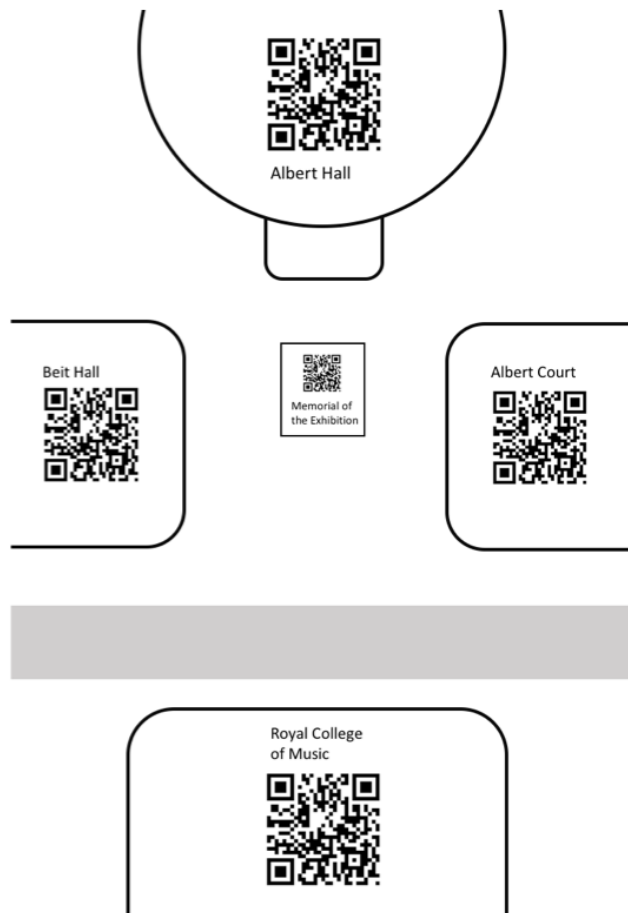 Albert Hall
Beit Hall
Albert Court
Memorial of
the Exhibition
Royal College
of Music